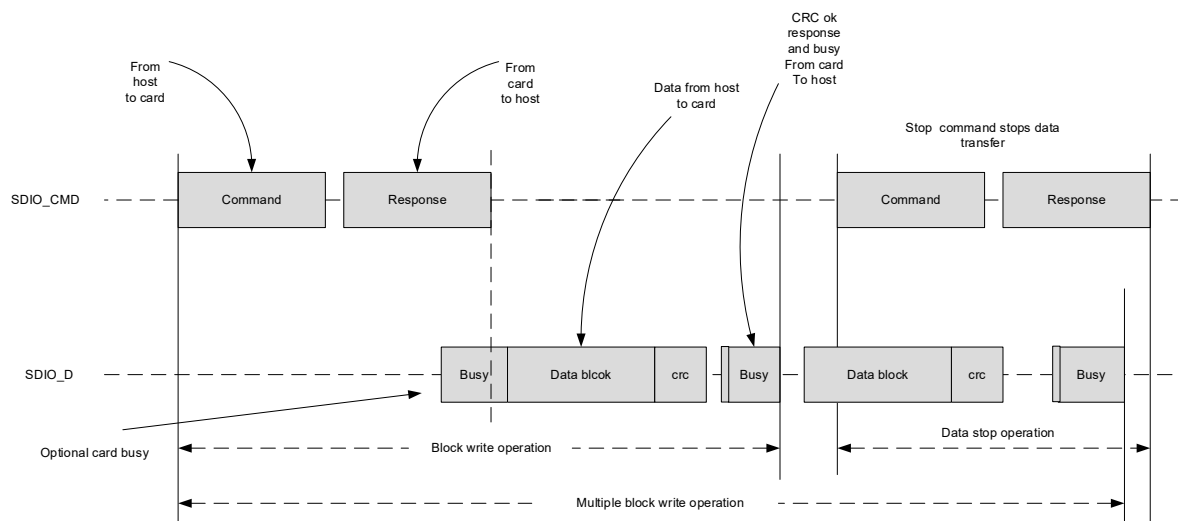 CRC ok
response
and busy
From card
To host
From
host
to card
From
card
to host
Data from host
to card
Stop  command stops data
transfer
SDIO_CMD
Command
Response
Command
Response
SDIO_D
Busy
Data blcok
crc
Busy
Data block
crc
Busy
Optional card busy
Block write operation
Data stop operation
Multiple block write operation